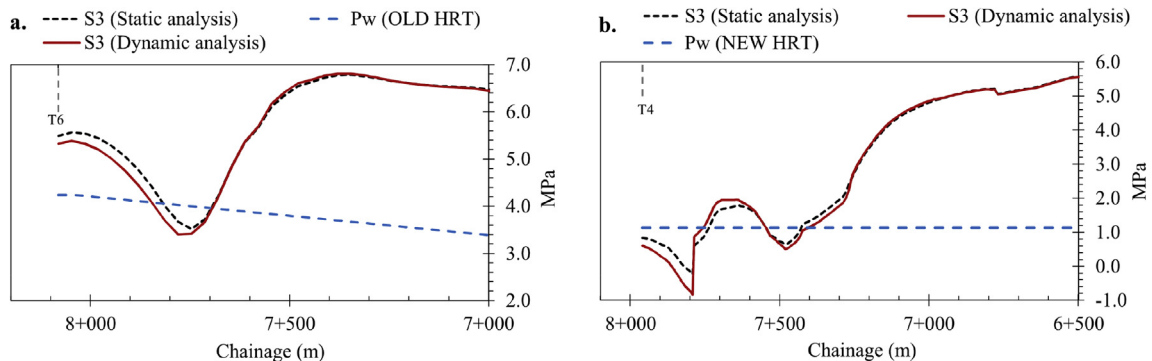 a.
S3 (Static analysis)
Pw (OLD HRT)
S3 (Dynamic analysis)
7.0
6.0
5.0
4.0
3.0
2.0
MPa
T6
8+000
7+500
7+000
Chainage (m)
b.
S3 (Static analysis)
S3 (Dynamic analysis)
Pw (NEW HRT)
6.0
5.0
4.0
3.0
2.0
1.0
0.0
-1.0
MPa
T4
8+000
7+500
7+000
6+500
Chainage (m)